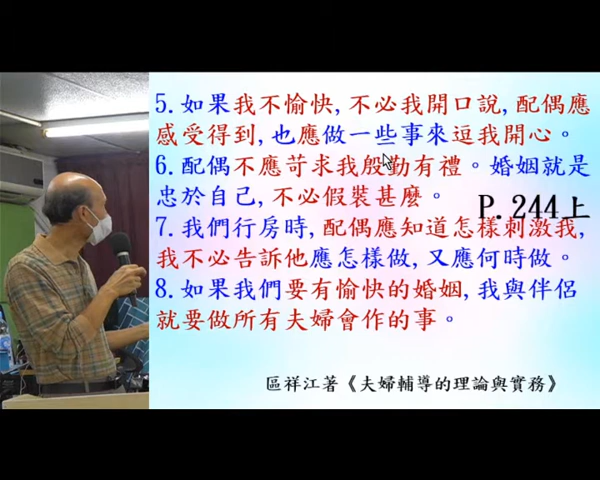 5.如果我不愉快,不必我開口說,配偶應
感受得到,也應做一些事來逗我開心。
6.配偶不應苛求我殷勤有禮。婚姻就是
忠於自己,不必假裝甚麼。
P.244上
7.我們行房時,配偶應知道怎樣刺激我,
我不必告訴他應怎樣做,又應何時做。
8.如果我們要有愉快的婚姻,我與伴侶
就要做所有夫婦會作的事。
區祥江著《夫婦輔導的理論與實務》